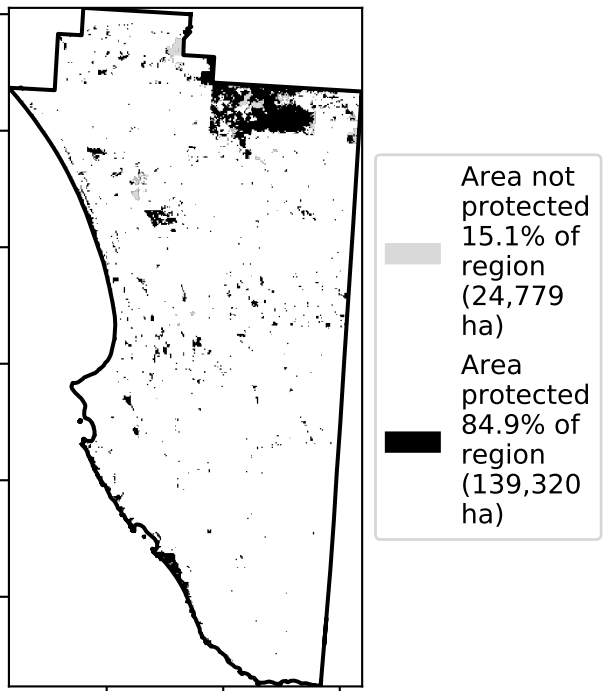 Area not
protected
15.1% of
region
(24,779
ha)
Area
protected
84.9% of
region
(139,320
ha)